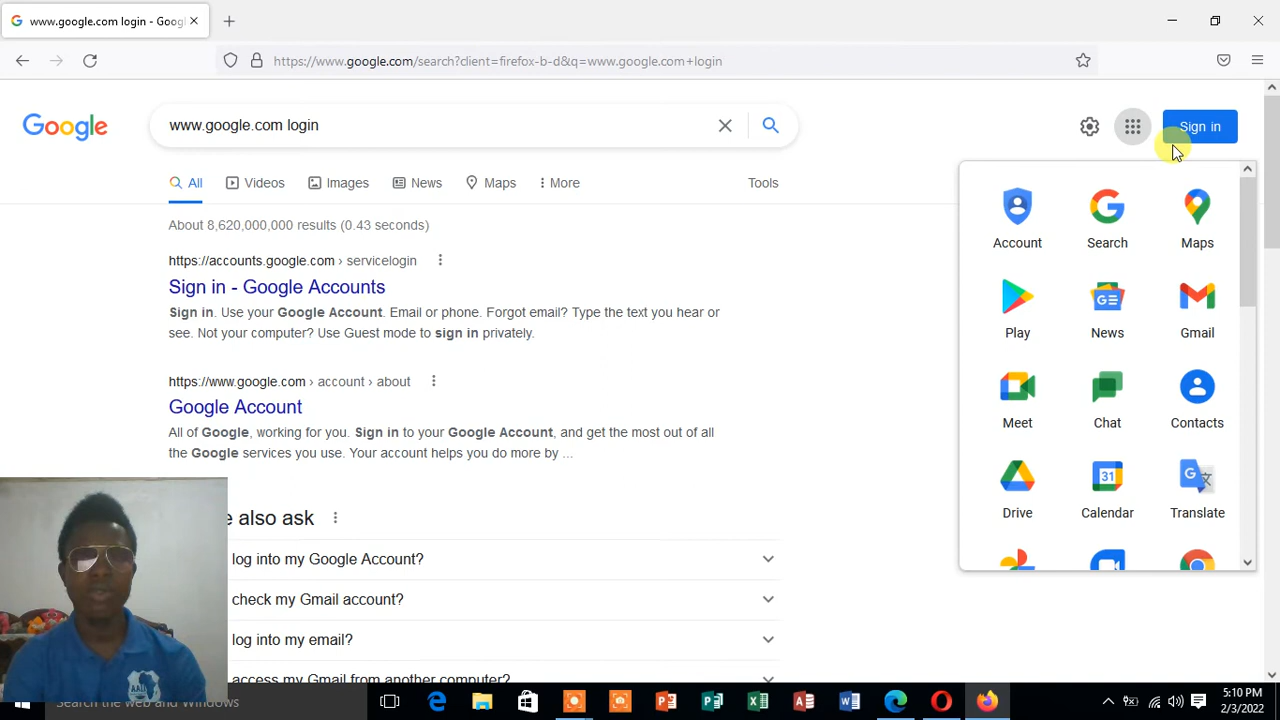 www.google.com login - Goog
https://www.google.com/search?client=firefox-b-d&q=www.google.com+login
Google
www.google.com login
Sign in
All
Videos
Images
News
Maps
More
Tools
About 8,620,000,000 results (0.43 seconds)
https://accounts.google.com › servicelogin
Sign in - Google Accounts
Sign in. Use your Google Account. Email or phone. Forgot email? Type the text you hear or
see. Not your computer? Use Guest mode to sign in privately.
https://www.google.com › account › about
Google Account
All of Google, working for you. Sign in to your Google Account, and get the most out of all
the Google services you use. Your account helps you do more by ...
e also ask
log into my Google Account?
check my Gmail account?
log into my email?
access my Gmail from another computer?
Account
Search
Maps
Play
News
Gmail
Meet
Chat
Contacts
Drive
31
Calendar
Translate
Search the web and Windows
5:10 PM
2/3/2022